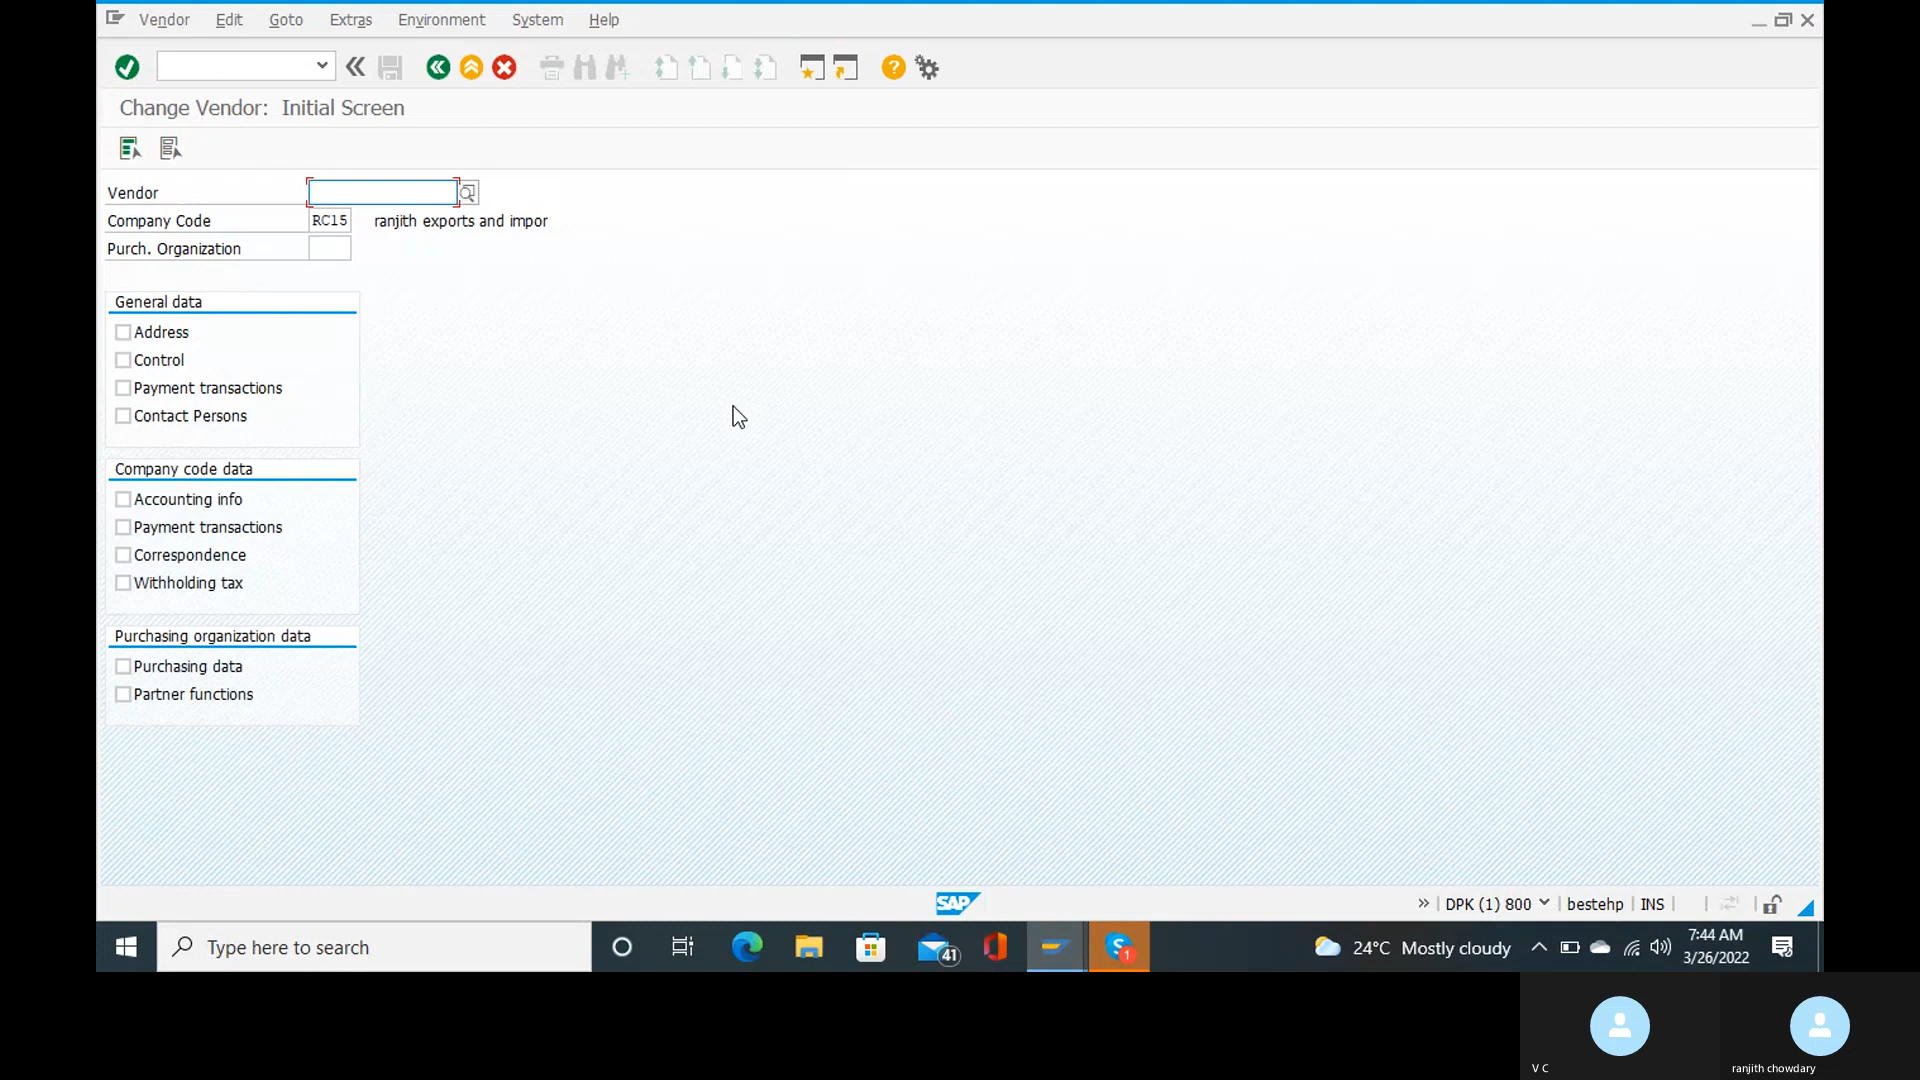 Vendor Edit Goto Extras Environment System Help
Change Vendor: Initial Screen
Vendor
Company Code RC15 ranjith exports and impor
Purch. Organization
General data
Address
Control
Payment transactions
Contact Persons
Company code data
Accounting info
Payment transactions
Correspondence
Withholding tax
Purchasing organization data
Purchasing data
Partner functions
SAP DPK (1) 800 bestehp INS
Type here to search 41 S 1 24°C Mostly cloudy 7:44 AM
3/26/2022
V C ranjith chowdary